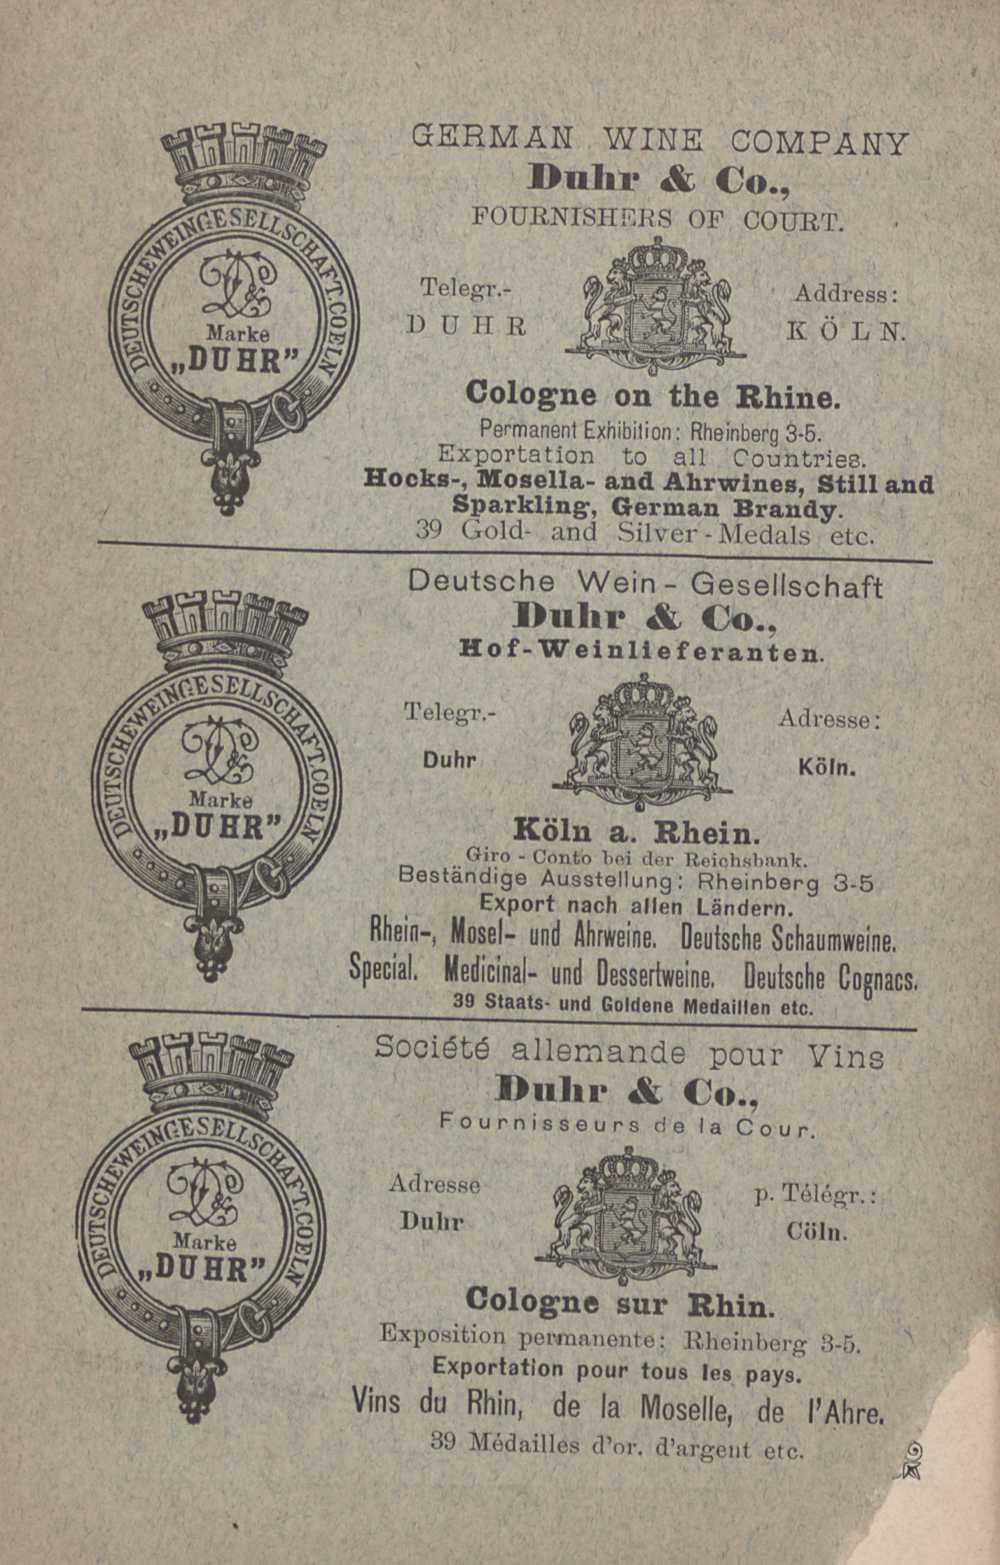 GERMAN WINE COMPANY
Duhr & Co.,
FOURNISHERS OF COURT.
DEUTSCHEWEINGESELLSCHAFT.COELN
Marke
„DUHR”
Telegr.- Address:
DUHR KÖLN.
Cologne on the Rhine.
Permanent Exhibition: Rheinberg 3-5.
Exportation to all Countries.
Hocks-, Mosella- and Ahrwines, Still and
Sparkling, German Brandy.
39 Gold- and Silver-Medals etc.
Deutsche Wein-Gesellschaft
Duhr & Co.,
Hof-Weinlieferanten.
DEUTSCHEWEINGESELLSCHAFT.COELN
Marke
„DUHR”
Telegr.- Adresse:
Duhr Köln.
Köln a. Rhein.
Giro-Conto bei der Reichsbank.
Beständige Ausstellung: Rheinberg 3-5
Export nach allen Ländern.
Rhein-, Mosel- und Ahrweine. Deutsche Schaumweine.
Special. Medicinal- und Dessertweine. Deutsche Cognacs.
39 Staats- und Goldene Medaillen etc.
Société allemande pour Vins
Duhr & Co.,
Fournisseurs de la Cour.
DEUTSCHEWEINGESELLSCHAFT.COELN
Marke
„DUHR”
Adresse p. Télégr.:
Duhr Cöln.
Cologne sur Rhin.
Exposition permanente: Rheinberg 3-5.
Exportation pour tous les pays.
Vins du Rhin, de la Moselle, de l'Ahre.
39 Médailles d'or. d'argent etc.